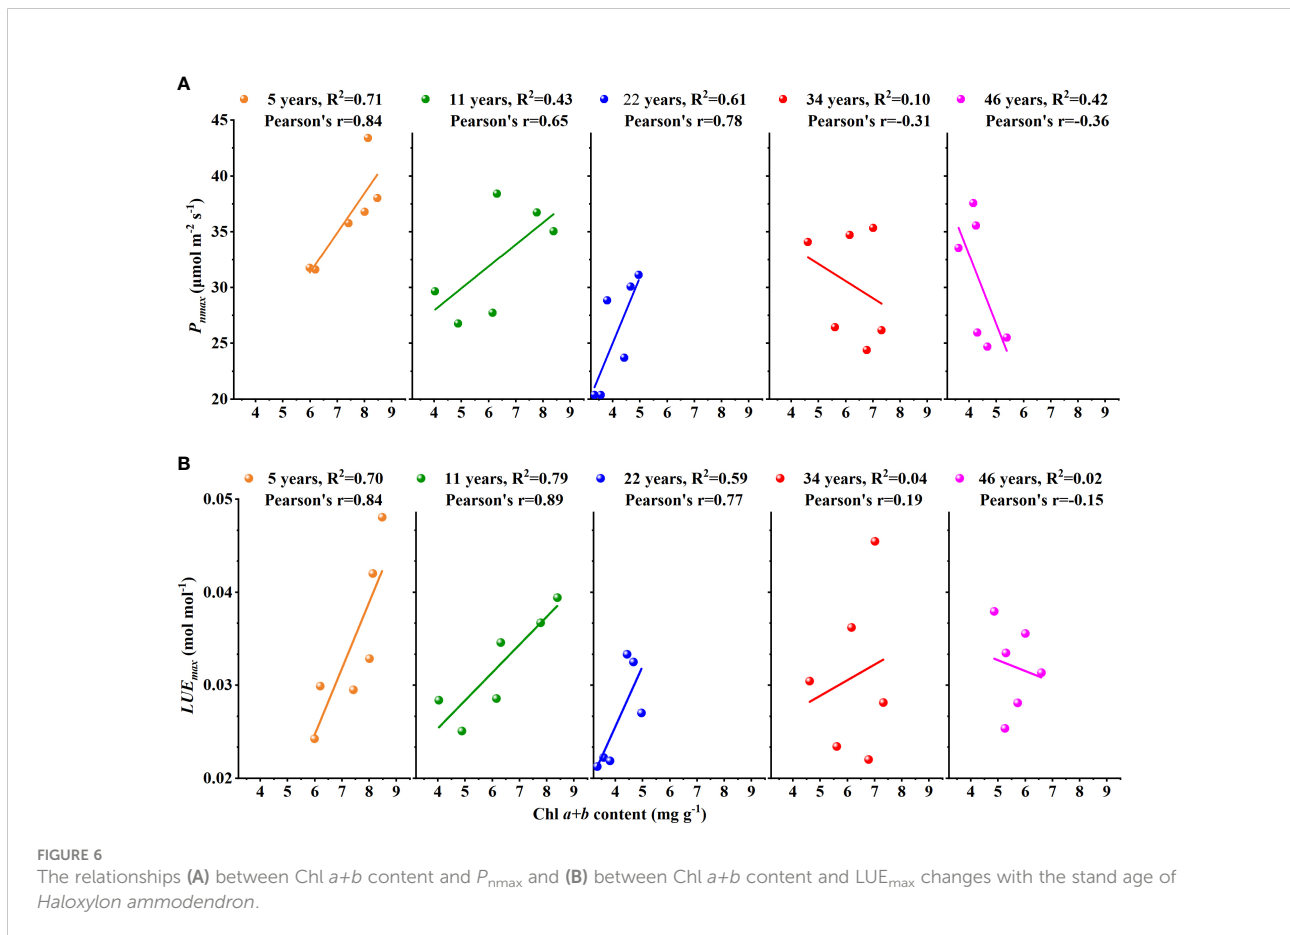 A
5 years, R²=0.71
Pearson's r=0.84
11 years, R²=0.43
Pearson's r=0.65
22 years, R²=0.61
Pearson's r=0.78
34 years, R²=0.10
Pearson's r=-0.31
46 years, R²=0.42
Pearson's r=-0.36
45
40
35
30
25
20
Pnmax (μmol m⁻² s⁻¹)
4 5 6 7 8 9 4 5 6 7 8 9 4 5 6 7 8 9 4 5 6 7 8 9 4 5 6 7 8 9
B
5 years, R²=0.70
Pearson's r=0.84
11 years, R²=0.79
Pearson's r=0.89
22 years, R²=0.59
Pearson's r=0.77
34 years, R²=0.04
Pearson's r=0.19
46 years, R²=0.02
Pearson's r=-0.15
0.05
0.04
0.03
0.02
LUEmax (mol mol⁻¹)
4 5 6 7 8 9 4 5 6 7 8 9 4 5 6 7 8 9 4 5 6 7 8 9 4 5 6 7 8 9
Chl a+b content (mg g⁻¹)
FIGURE 6
The relationships (A) between Chl a+b content and Pnmax and (B) between Chl a+b content and LUEmax changes with the stand age of
Haloxylon ammodendron.